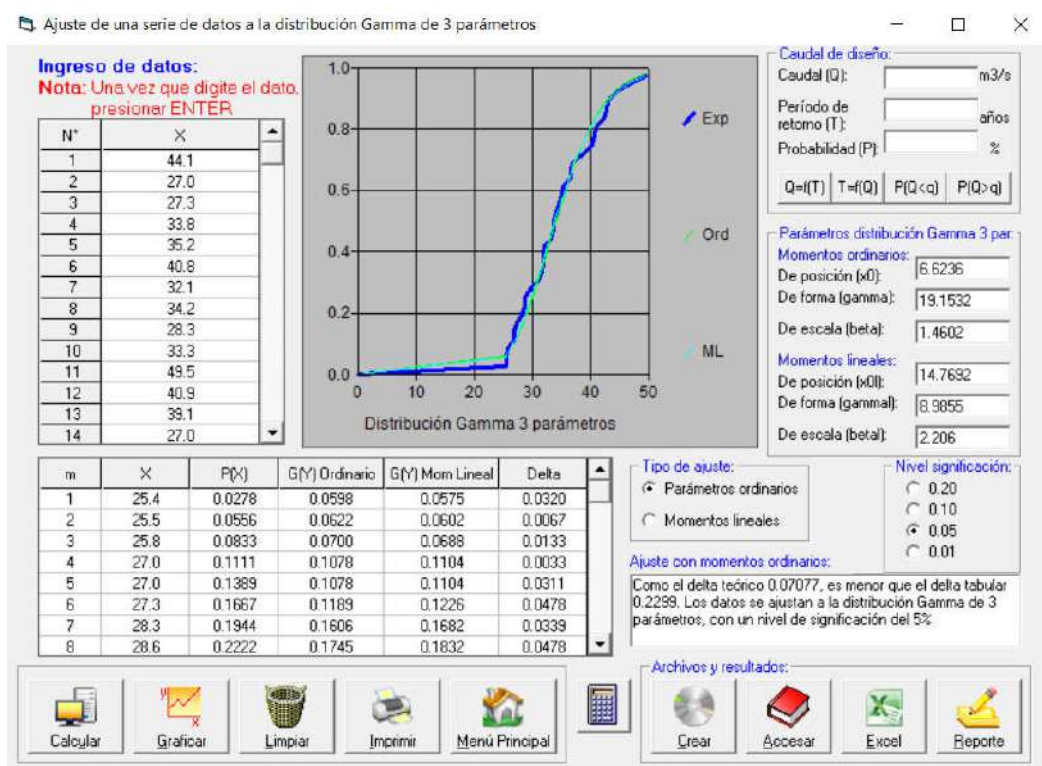 Ajuste de una serie de datos a la distribución Gamma de 3 parámetros
Ingreso de datos:
Nota: Una vez que digite el dato,
presionar ENTER
N° X
1 44.1
2 27.0
3 27.3
4 33.8
5 35.2
6 40.8
7 32.1
8 34.2
9 28.3
10 33.3
11 49.5
12 40.9
13 39.1
14 27.0
1.0
0.8
0.6
0.4
0.2
0.0
0 10 20 30 40 50
Distribución Gamma 3 parámetros
Exp
Ord
ML
Caudal de diseño:
Caudal (Q): m3/s
Período de
retorno (T): años
Probabilidad (P): %
Q=f(T) T=f(Q) P(Q<q) P(Q>q)
Parámetros distribución Gamma 3 par:
Momentos ordinarios:
De posición (x0): 6.6236
De forma (gamma): 19.1532
De escala (beta): 1.4602
Momentos lineales:
De posición (x0l): 14.7692
De forma (gammal): 8.9855
De escala (betal): 2.206
m X P(X) G(Y) Ordinario G(Y) Mom Lineal Delta
1 25.4 0.0278 0.0598 0.0575 0.0320
2 25.5 0.0556 0.0622 0.0602 0.0067
3 25.8 0.0833 0.0700 0.0688 0.0133
4 27.0 0.1111 0.1078 0.1104 0.0033
5 27.0 0.1389 0.1078 0.1104 0.0311
6 27.3 0.1667 0.1189 0.1226 0.0478
7 28.3 0.1944 0.1606 0.1682 0.0339
8 28.6 0.2222 0.1745 0.1832 0.0478
Tipo de ajuste:
Parámetros ordinarios
Momentos lineales
Nivel significación:
0.20
0.10
0.05
0.01
Ajuste con momentos ordinarios:
Como el delta teórico 0.07077, es menor que el delta tabular
0.2299. Los datos se ajustan a la distribución Gamma de 3
parámetros, con un nivel de significación del 5%
Calcular Graficar Limpiar Imprimir Menú Principal
Archivos y resultados:
Crear Accesar Excel Reporte